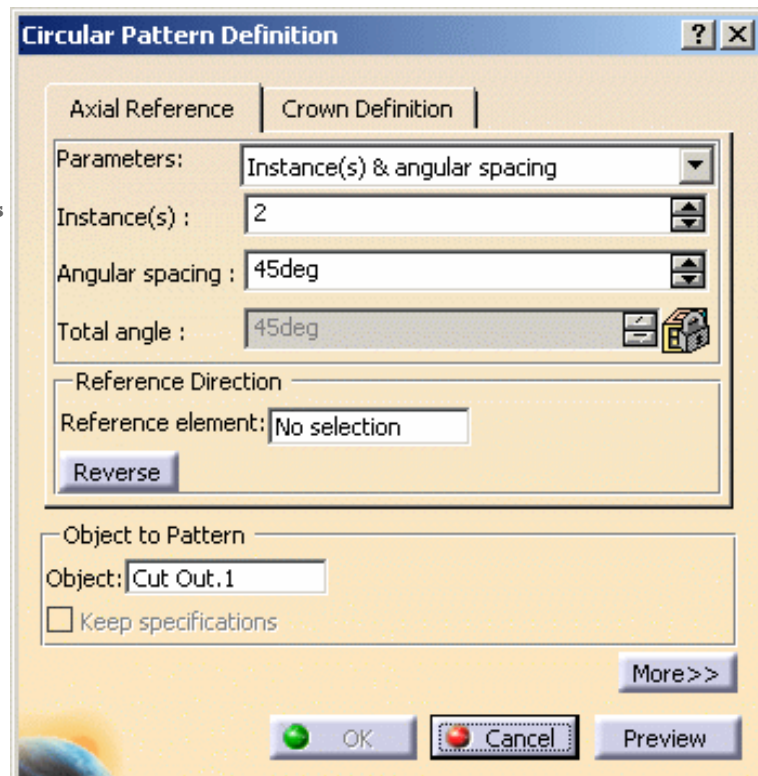 Circular Pattern Definition
Axial Reference Crown Definition
Parameters: Instance(s) & angular spacing
s
Instance(s) : 2
Angular spacing : 45deg
Total angle : 45deg
Reference Direction
Reference element: No selection
Reverse
Object to Pattern
Object: Cut Out.1
Keep specifications
More>>
OK Cancel Preview